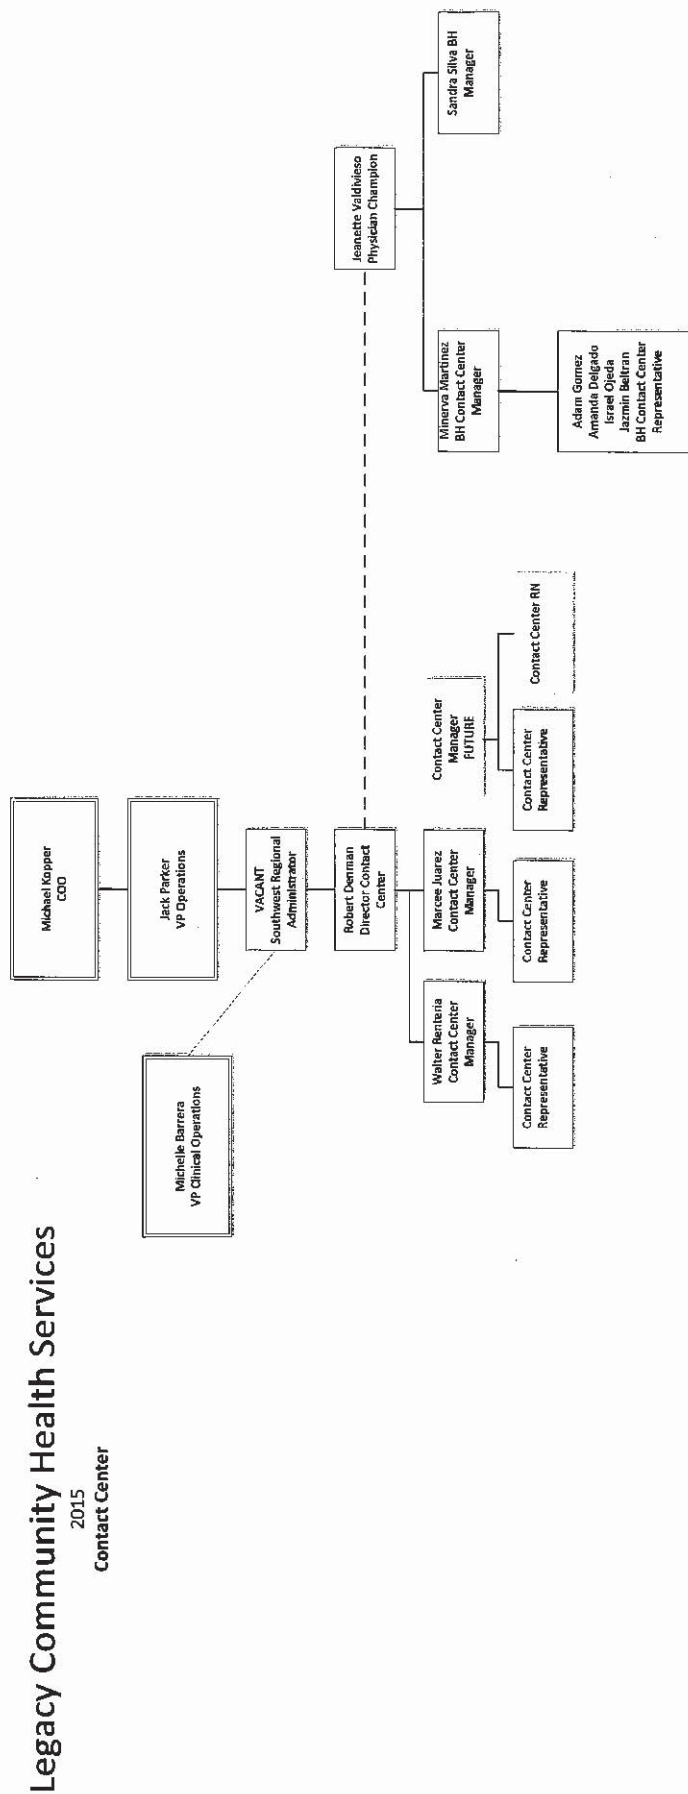 Legacy Community Health Services
2015
Contact Center
Michael Kopper
COO
Jack Parker
VP Operations
Michelle Barrera
VP Clinical Operations
VACANT
Southwest Regional
Administrator
Robert Denman
Director Contact
Center
Jeanette Valdivieso
Physician Champion
Walter Renteria
Contact Center
Manager
Marcee Juarez
Contact Center
Manager
Contact Center
Manager
FUTURE
Minerva Martinez
BH Contact Center
Manager
Sandra Silva BH
Manager
Contact Center
Representative
Contact Center
Representative
Contact Center
Representative
Contact Center RN
Adam Gomez
Amanda Delgado
Israel Ojeda
Jazmin Beltran
BH Contact Center
Representative